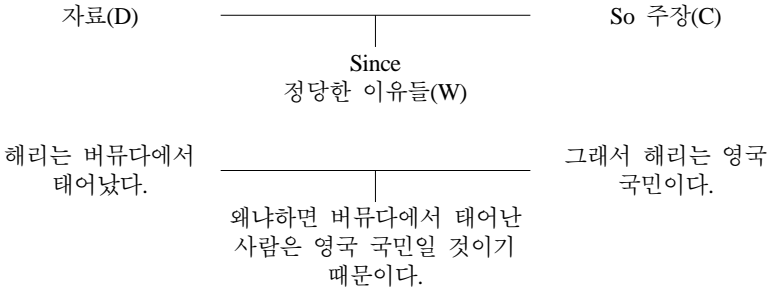 자료(D)
So 주장(C)
Since
정당한 이유들(W)
해리는 버뮤다에서
태어났다.
그래서 해리는 영국
국민이다.
왜냐하면 버뮤다에서 태어난
사람은 영국 국민일 것이기
때문이다.